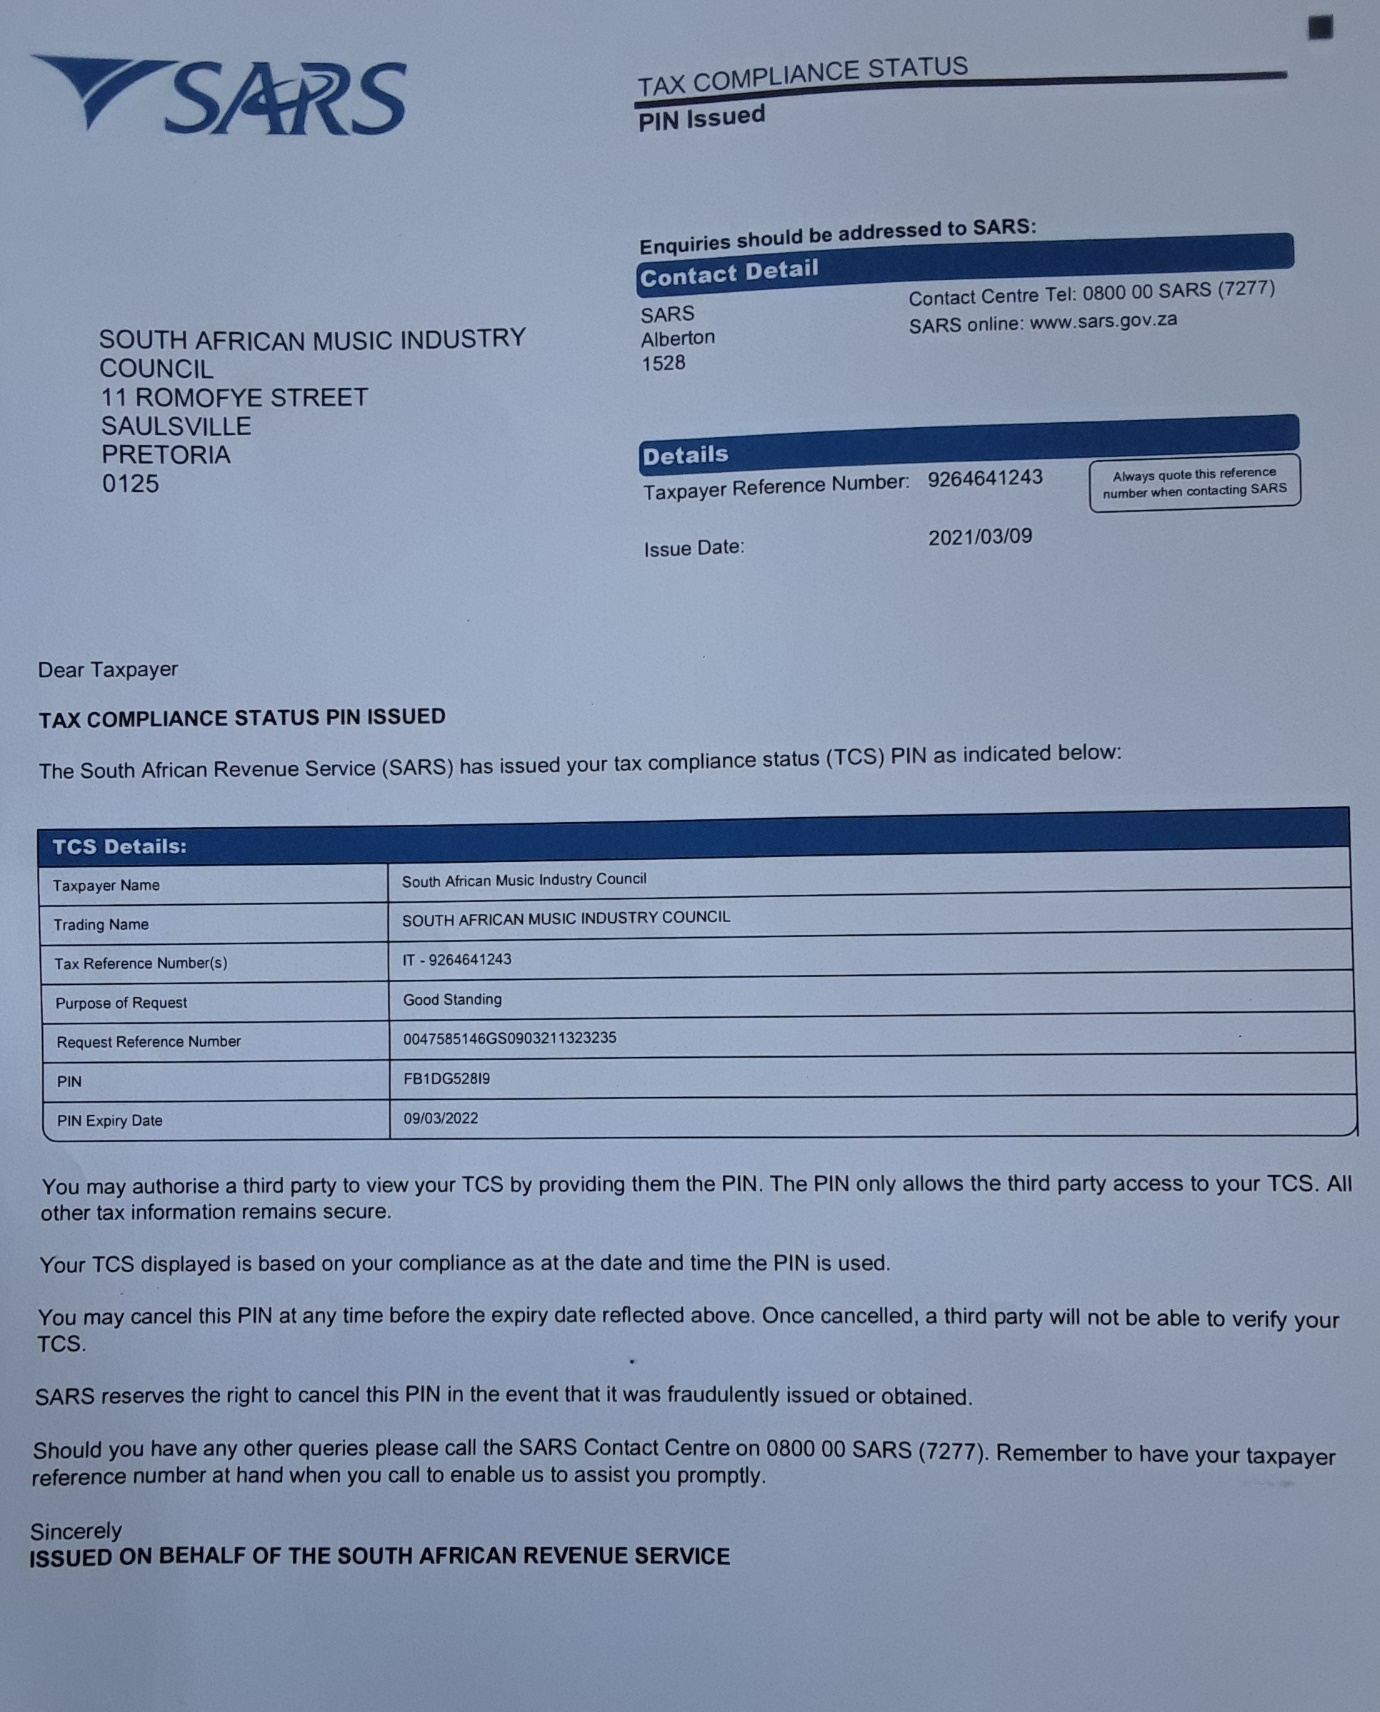 SARS
TAX COMPLIANCE STATUS
PIN Issued
Enquiries should be addressed to SARS:
Contact Detail
SARS
Alberton
1528
Contact Centre Tel: 0800 00 SARS (7277)
SARS online: www.sars.gov.za
SOUTH AFRICAN MUSIC INDUSTRY
COUNCIL
11 ROMOFYE STREET
SAULSVILLE
PRETORIA
0125
Details
Taxpayer Reference Number: 9264641243
Always quote this reference
number when contacting SARS
Issue Date: 2021/03/09
Dear Taxpayer
TAX COMPLIANCE STATUS PIN ISSUED
The South African Revenue Service (SARS) has issued your tax compliance status (TCS) PIN as indicated below:
TCS Details:
Taxpayer Name South African Music Industry Council
Trading Name SOUTH AFRICAN MUSIC INDUSTRY COUNCIL
Tax Reference Number(s) IT - 9264641243
Purpose of Request Good Standing
Request Reference Number 0047585146GS0903211323235
PIN FB1DG528I9
PIN Expiry Date 09/03/2022
You may authorise a third party to view your TCS by providing them the PIN. The PIN only allows the third party access to your TCS. All
other tax information remains secure.
Your TCS displayed is based on your compliance as at the date and time the PIN is used.
You may cancel this PIN at any time before the expiry date reflected above. Once cancelled, a third party will not be able to verify your
TCS.
SARS reserves the right to cancel this PIN in the event that it was fraudulently issued or obtained.
Should you have any other queries please call the SARS Contact Centre on 0800 00 SARS (7277). Remember to have your taxpayer
reference number at hand when you call to enable us to assist you promptly.
Sincerely
ISSUED ON BEHALF OF THE SOUTH AFRICAN REVENUE SERVICE